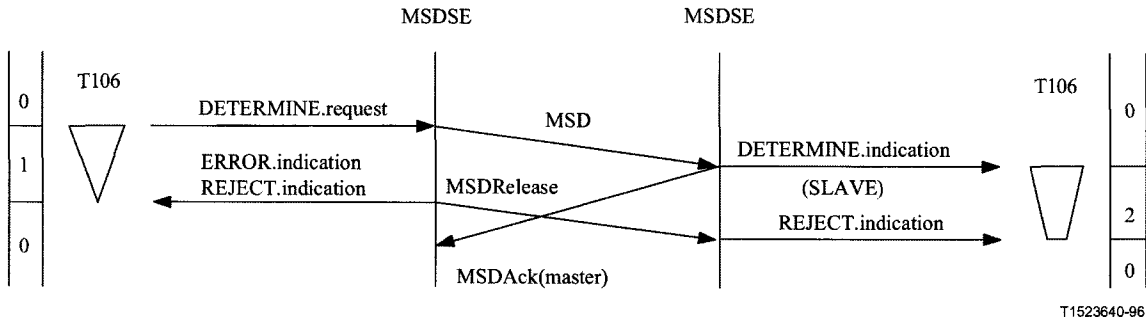 MSDSE
MSDSE
T106
T106
0
0
DETERMINE.request
MSD
1
ERROR.indication
DETERMINE.indication
REJECT.indication
MSDRelease
(SLAVE)
2
0
REJECT.indication
MSDAck(master)
0
T1523640-96